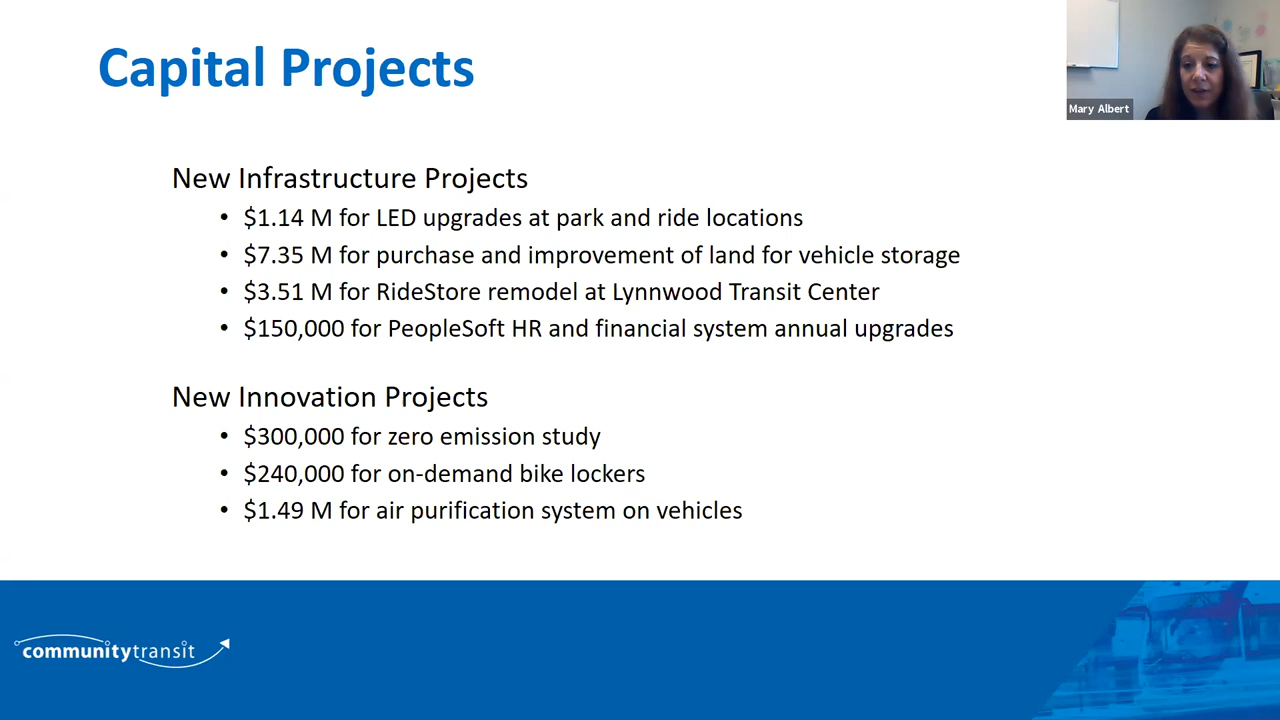 Capital Projects
Mary Albert
New Infrastructure Projects
• $1.14 M for LED upgrades at park and ride locations
• $7.35 M for purchase and improvement of land for vehicle storage
• $3.51 M for RideStore remodel at Lynnwood Transit Center
• $150,000 for PeopleSoft HR and financial system annual upgrades
New Innovation Projects
• $300,000 for zero emission study
• $240,000 for on-demand bike lockers
• $1.49 M for air purification system on vehicles
communitytransit